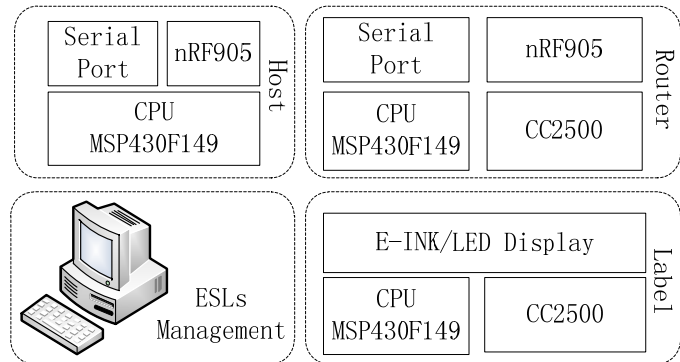 Serial
Port
nRF905
CPU
MSP430F149
Host
Serial
Port
nRF905
CPU
MSP430F149
CC2500
Router
ESLs
Management
E-INK/LED Display
CPU
MSP430F149
CC2500
Label